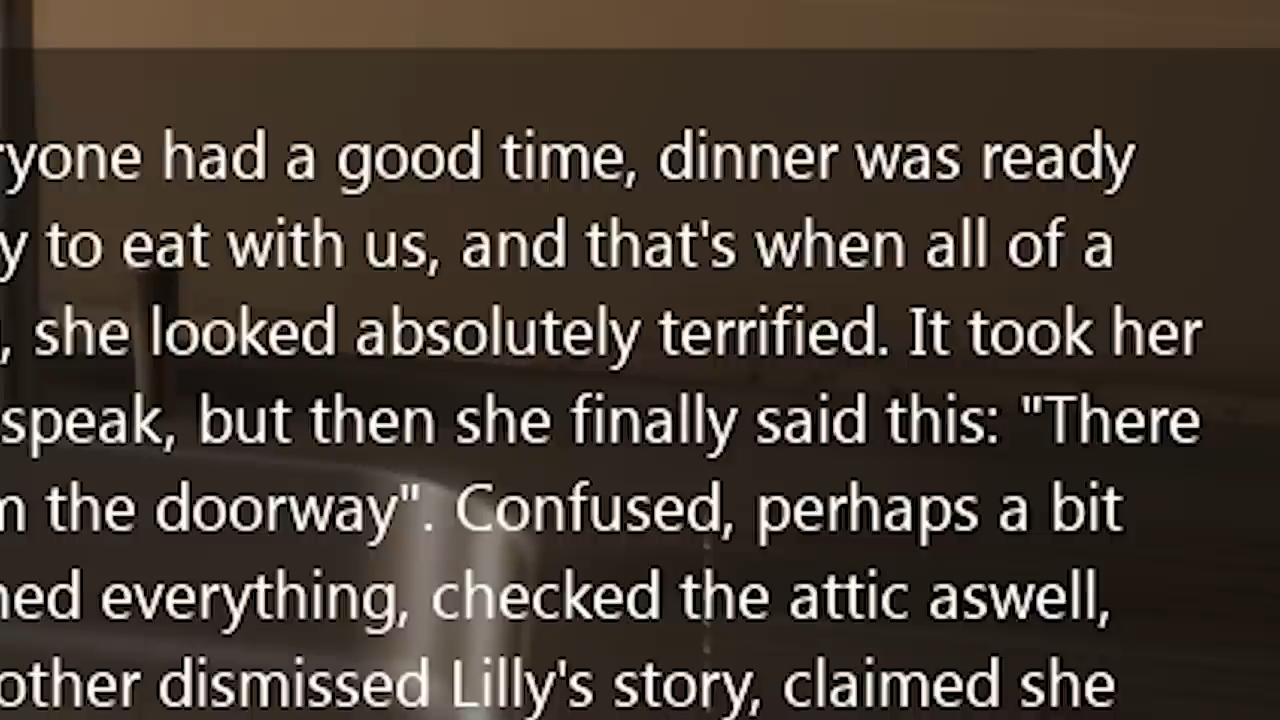 ryone had a good time, dinner was ready
y to eat with us, and that's when all of a
, she looked absolutely terrified. It took her
speak, but then she finally said this: "There
m the doorway". Confused, perhaps a bit
ned everything, checked the attic aswell,
other dismissed Lilly's story, claimed she